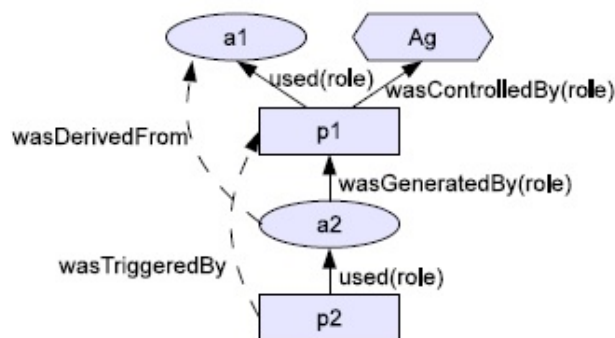 a1
Ag
used(role)
wasControlledBy(role)
p1
wasDerivedFrom
wasGeneratedBy(role)
a2
wasTriggeredBy
used(role)
p2